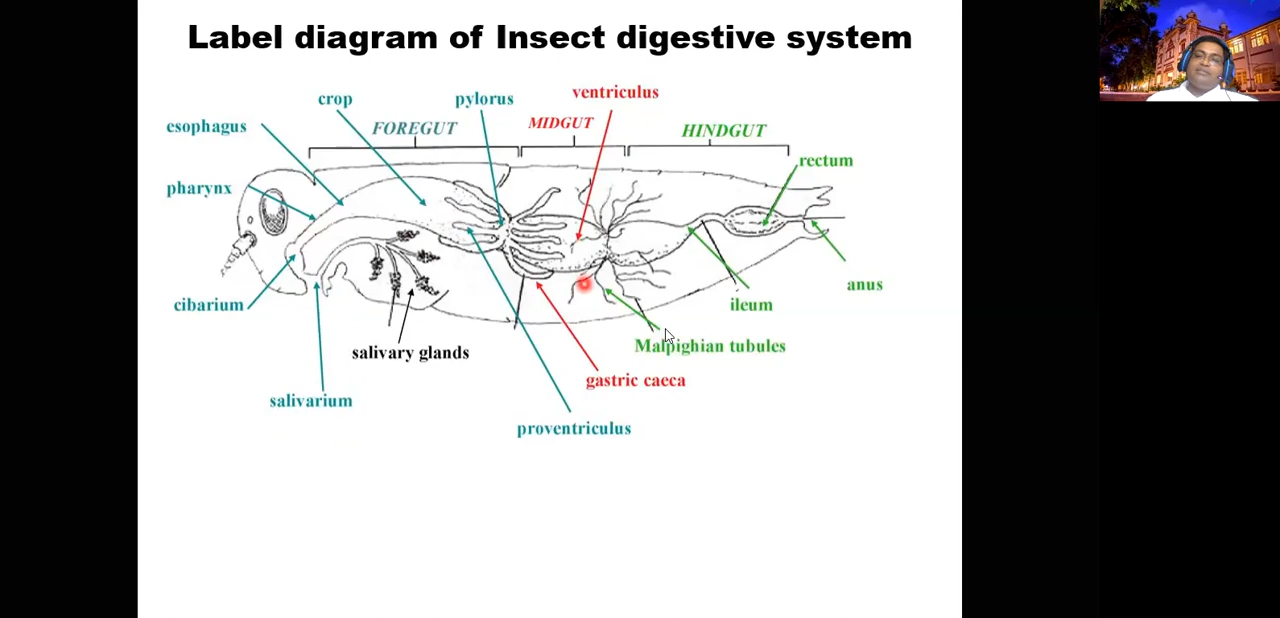 Label diagram of Insect digestive system
ventriculus
crop
pylorus
esophagus
FOREGUT
MIDGUT
HINDGUT
rectum
pharynx
anus
cibarium
ileum
Malpighian tubules
salivary glands
gastric caeca
salivarium
proventriculus